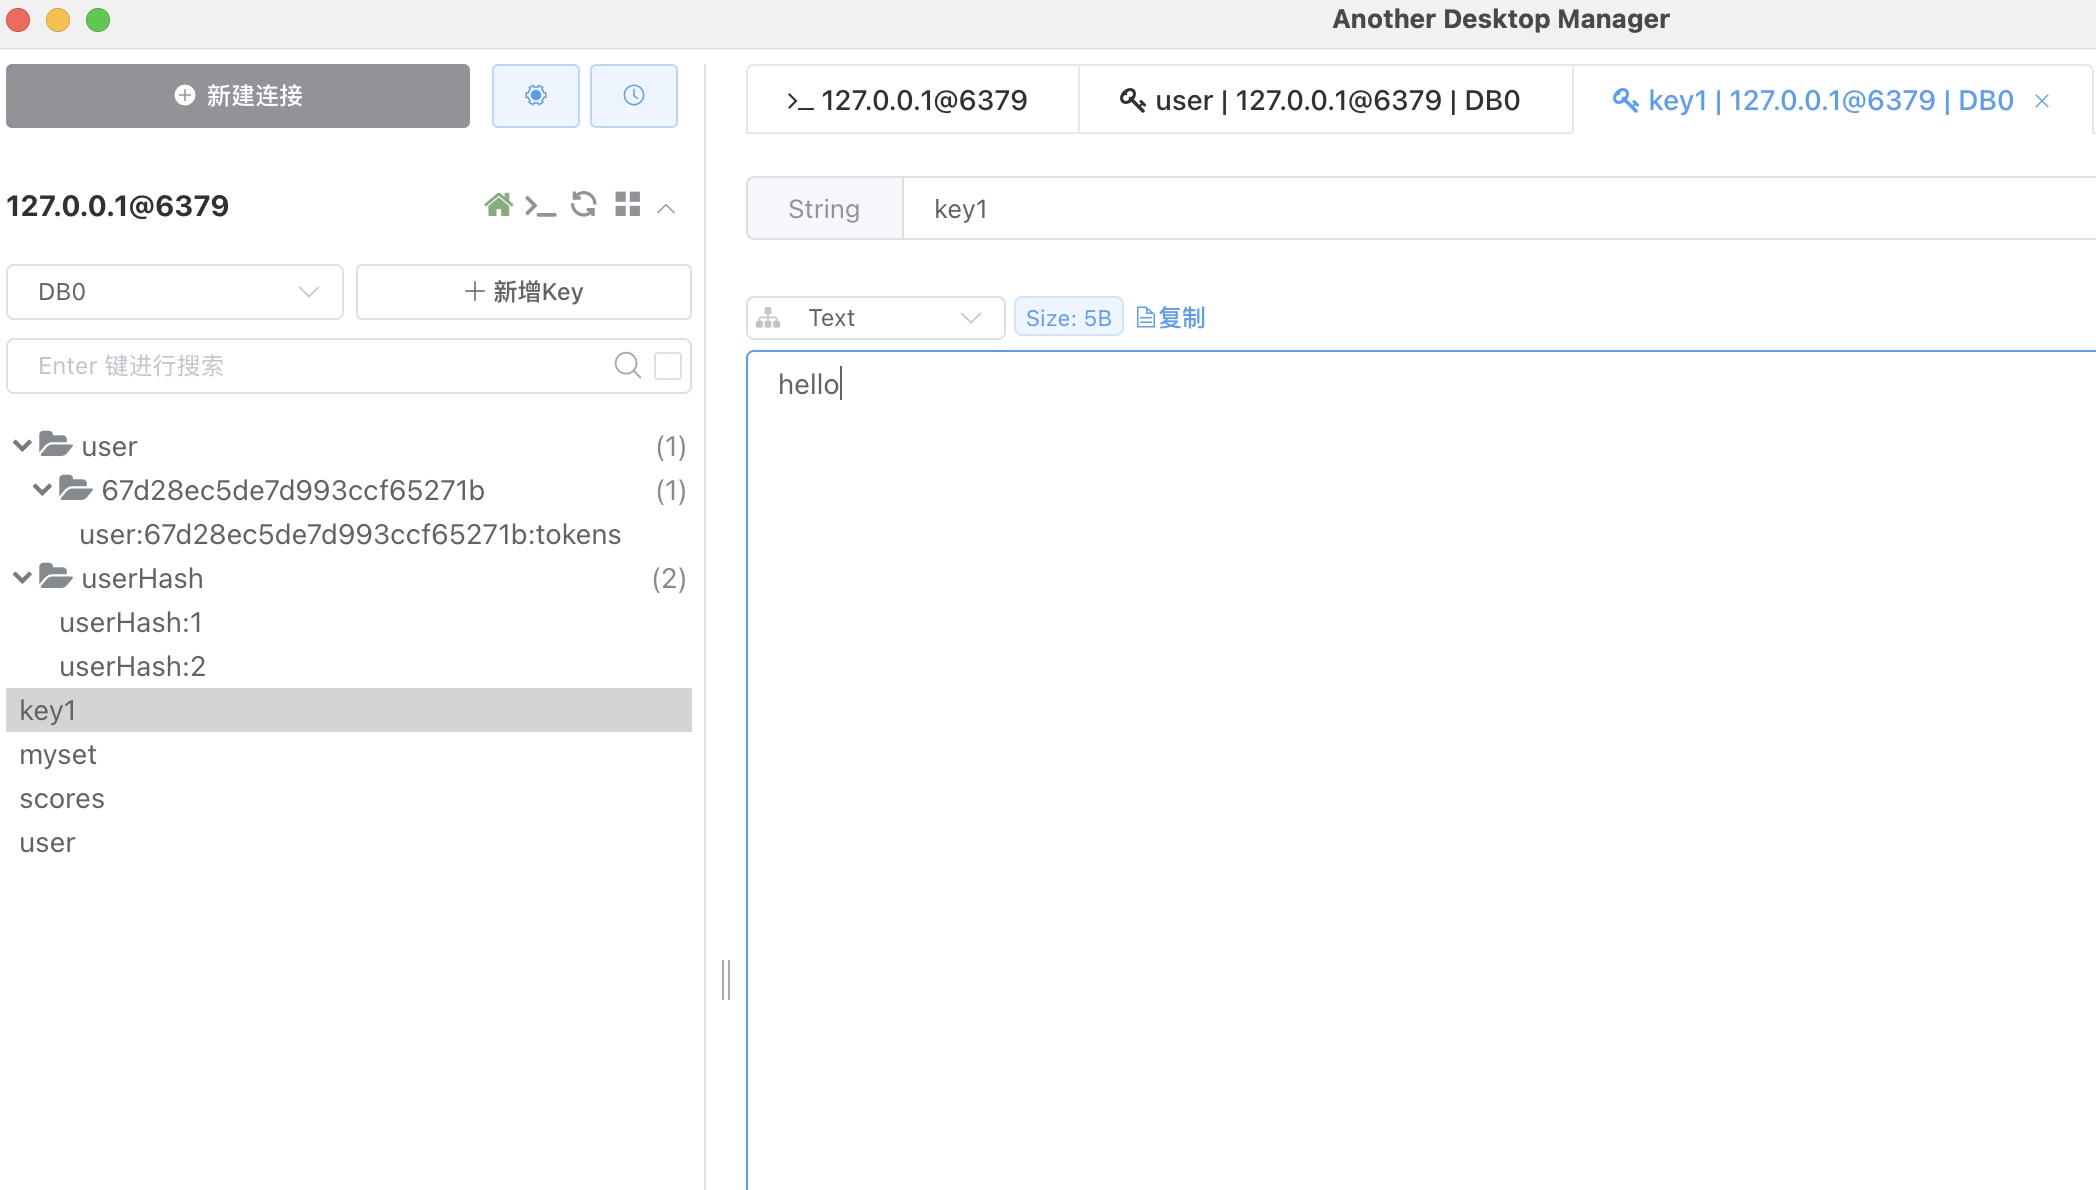 Another Desktop Manager
新建连接
127.0.0.1@6379
DB0
新增Key
Enter 键进行搜索
user (1)
67d28ec5de7d993ccf65271b (1)
user:67d28ec5de7d993ccf65271b:tokens
userHash (2)
userHash:1
userHash:2
key1
myset
scores
user
>_ 127.0.0.1@6379
user | 127.0.0.1@6379 | DB0
key1 | 127.0.0.1@6379 | DB0
String key1
Text Size: 5B 复制
hello